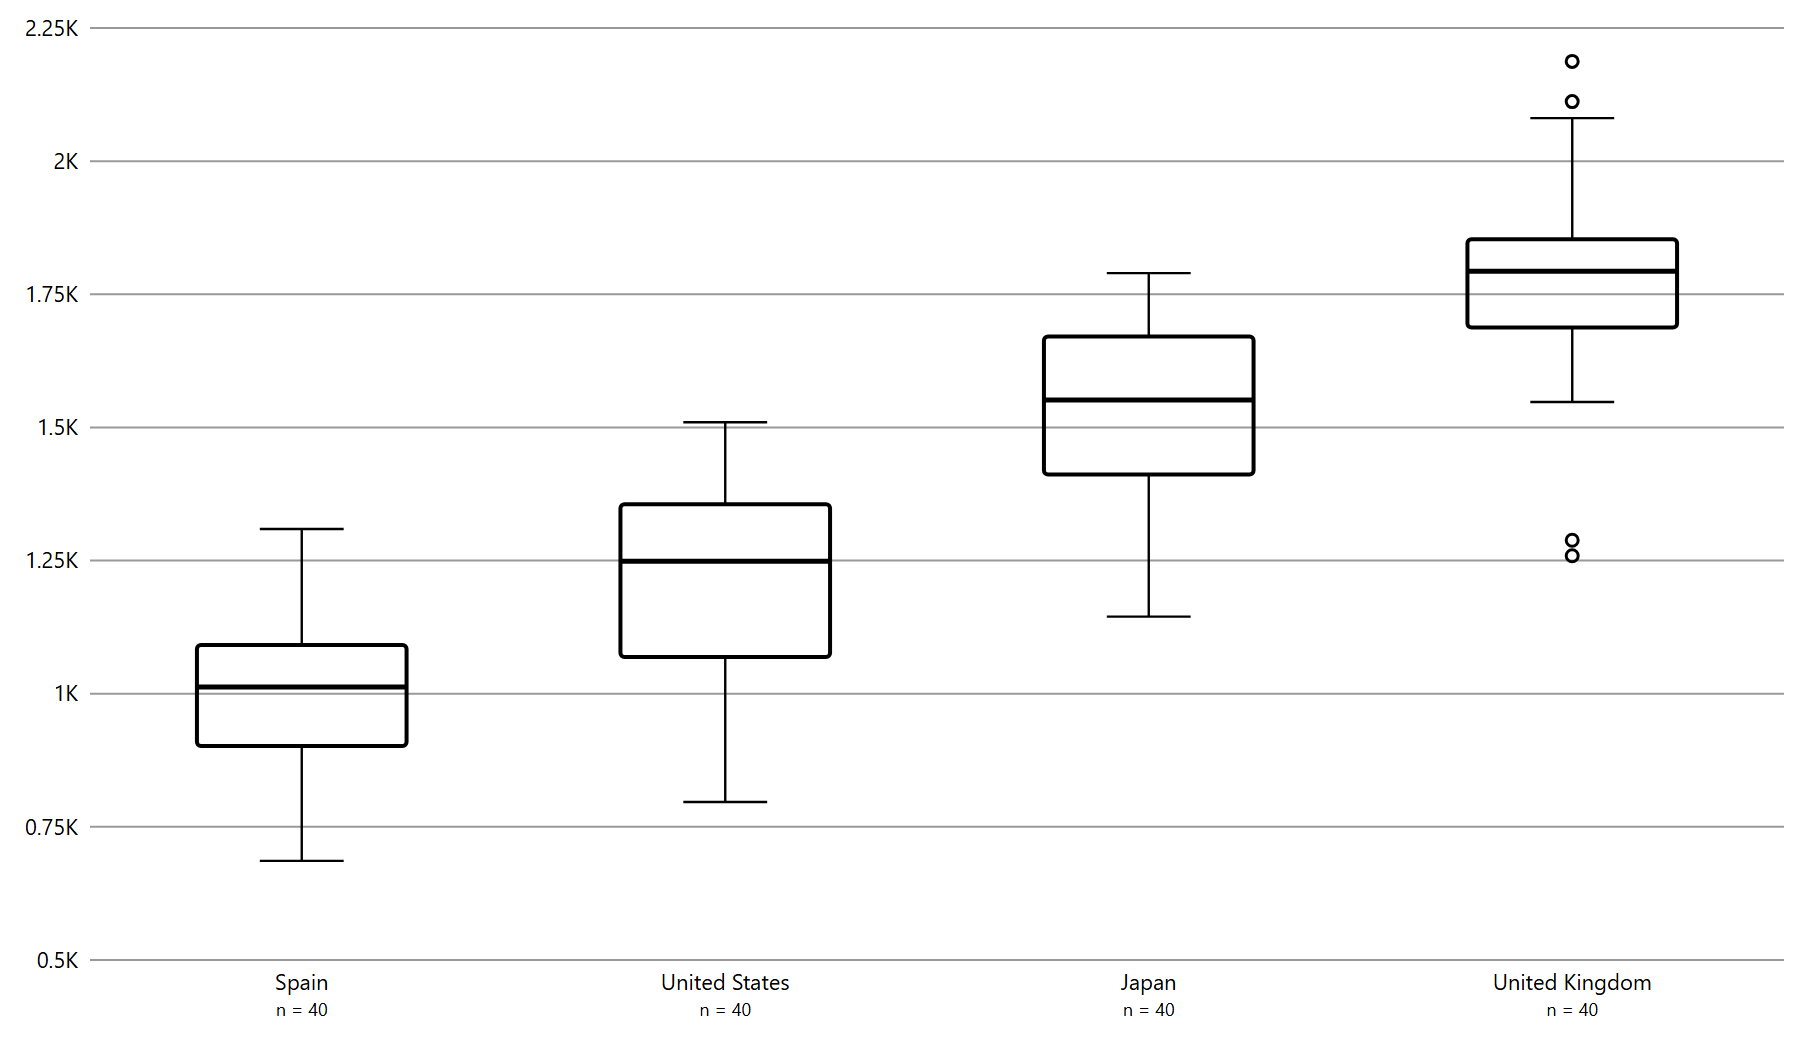 2.25K
2K
1.75K
1.5K
1.25K
1K
0.75K
0.5K
Spain United States Japan United Kingdom
n = 40 n = 40 n = 40 n = 40